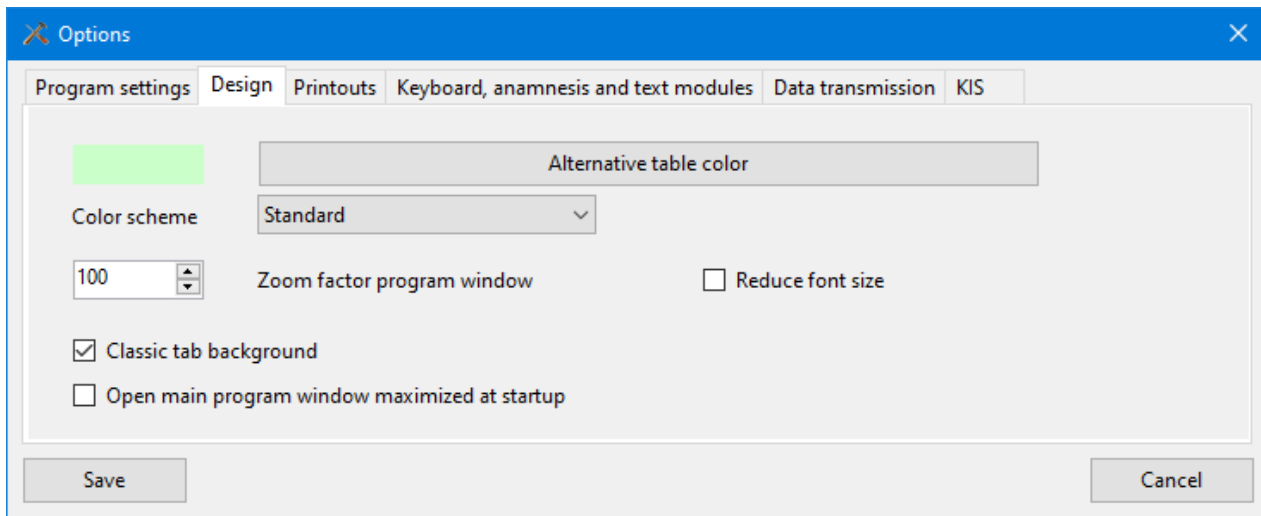 Options
Program settings Design Printouts Keyboard, anamnesis and text modules Data transmission KIS
Alternative table color
Color scheme Standard
100 Zoom factor program window Reduce font size
Classic tab background
Open main program window maximized at startup
Save Cancel